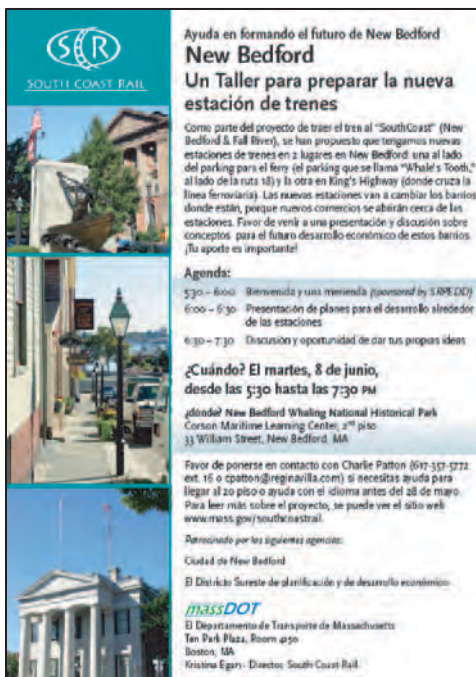 SCR
SOUTH COAST RAIL
Ayuda en formando el futuro de New Bedford
New Bedford
Un Taller para preparar la nueva
estación de trenes
Como parte del proyecto de traer el tren al "SouthCoast" (New
Bedford & Fall River), se han propuesto que tengamos nuevas
estaciones de trenes en 2 lugares en New Bedford: una al lado
del parking para el ferry (el parking que se llama "Whale's Tooth,"
al lado de la ruta 18) y la otra en King's Highway (donde cruza la
línea ferroviaria). Las nuevas estaciones van a cambiar los barrios
donde están, porque nuevos comercios se abrirán cerca de las
estaciones. Favor de venir a una presentación y discusión sobre
conceptos para el futuro desarrollo económico de estos barrios.
¡Tu aporte es importante!
Agenda:
5:30 – 6:00 Bienvenida y una merienda (sponsored by SRPEDD)
6:00 – 6:30 Presentación de planes para el desarrollo alrededor
de las estaciones
6:30 – 7:30 Discusión y oportunidad de dar tus propias ideas
¿Cuándo? El martes, 8 de junio,
desde las 5:30 hasta las 7:30 PM
¿dónde? New Bedford Whaling National Historical Park
Corson Maritime Learning Center, 2nd piso
33 William Street, New Bedford, MA
Favor de ponerse en contacto con Charlie Patton (617-357-5772
ext. 16 o cpatton@reginavilla.com) si necesitas ayuda para
llegar al 20 piso o ayuda con el idioma antes del 28 de mayo.
Para leer más sobre el proyecto, se puede ver el sitio web
www.mass.gov/southcoastrail.
Patrocinado por las siguientes agencias:
Ciudad de New Bedford
El Districto Sureste de planificación y de desarrollo económico
massDOT
El Departamento de Transporte de Massachusetts
Ten Park Plaza, Room 4150
Boston, MA
Kristina Egan - Director, South Coast Rail